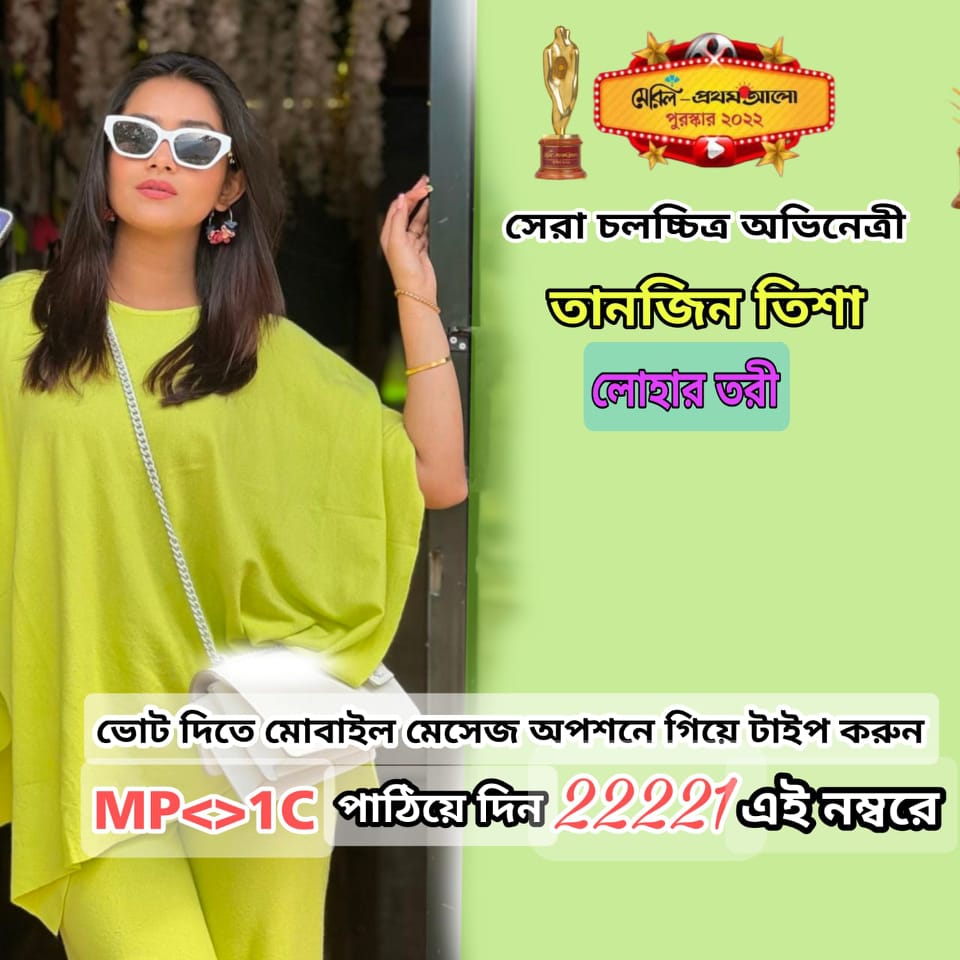 মেরিল-প্রথম আলো
পুরস্কার ২০২২
সেরা চলচ্চিত্র অভিনেত্রী
তানজিন তিশা
লোহার তরী
ভোট দিতে মোবাইল মেসেজ অপশনে গিয়ে টাইপ করুন
MP<>1C পাঠিয়ে দিন 22221 এই নম্বরে